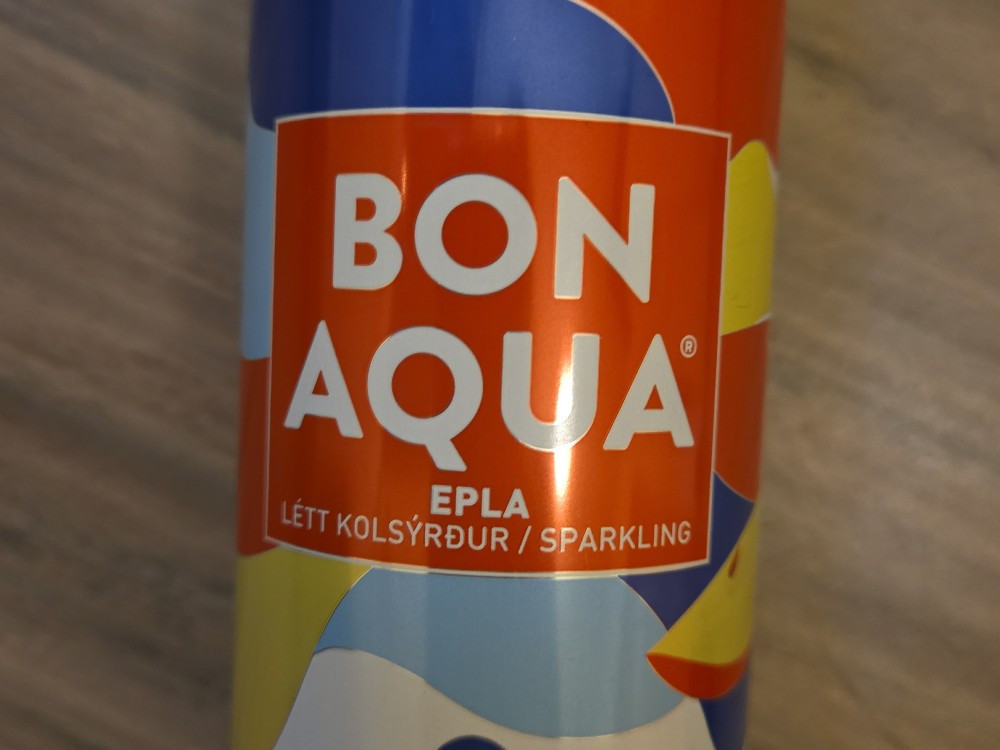 BON
AQUA®
EPLA
LÉTT KOLSÝRÐUR / SPARKLING